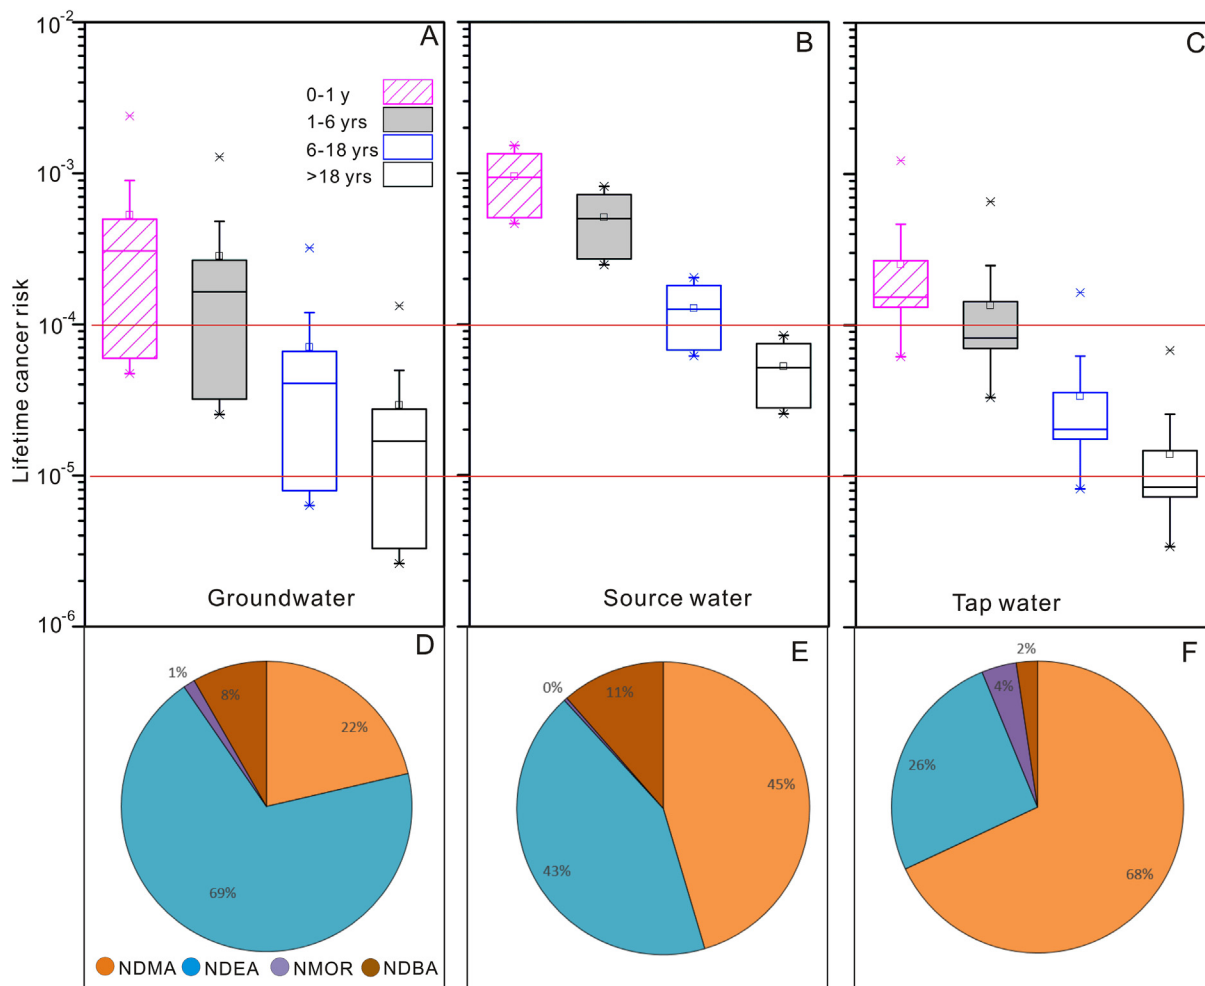 A
B
C
10⁻²
10⁻³
10⁻⁴
10⁻⁵
10⁻⁶
Lifetime cancer risk
0-1 y
1-6 yrs
6-18 yrs
>18 yrs
Groundwater
Source water
Tap water
D
E
F
1%
8%
22%
69%
0%
11%
45%
43%
2%
4%
26%
68%
NDMA NDEA NMOR NDBA